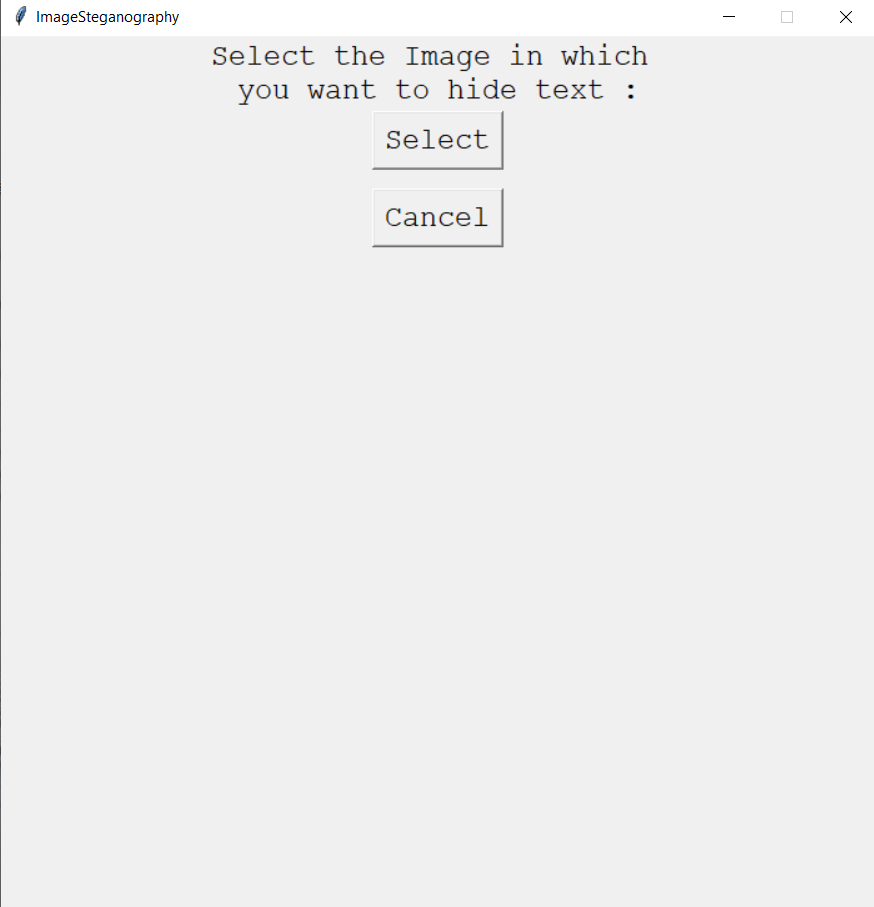 ImageSteganography
Select the Image in which
you want to hide text :
Select
Cancel